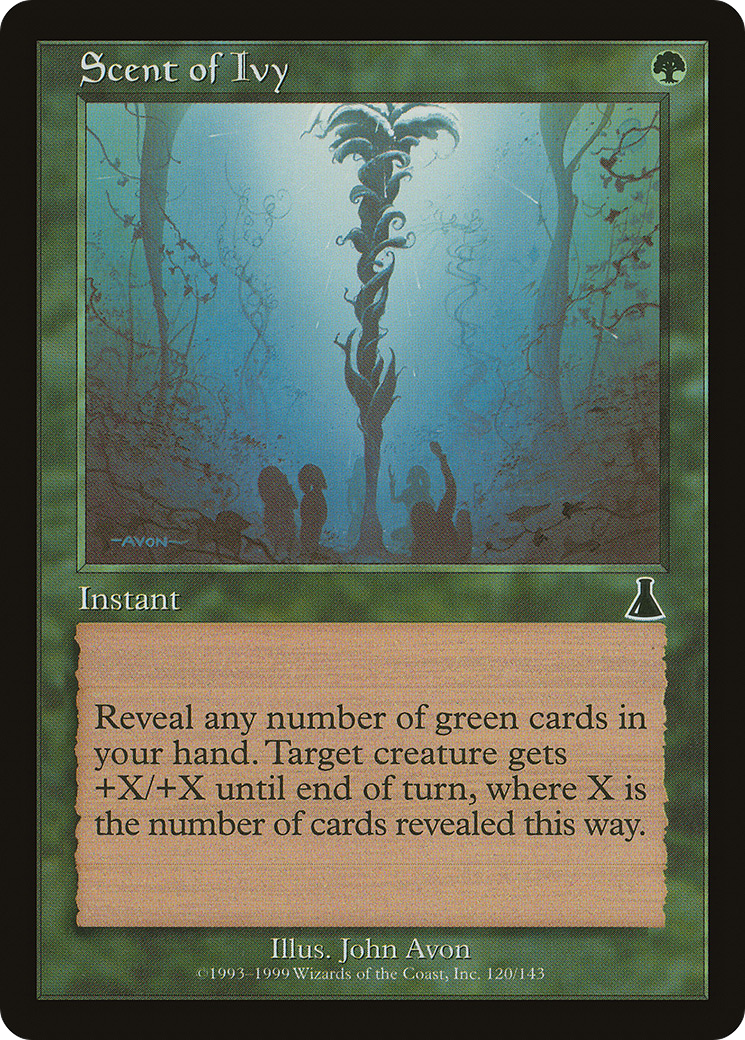 Scent of Ivy
-AVON-
Instant
Reveal any number of green cards in
your hand. Target creature gets
+X/+X until end of turn, where X is
the number of cards revealed this way.
Illus. John Avon
©1993–1999 Wizards of the Coast, Inc. 120/143